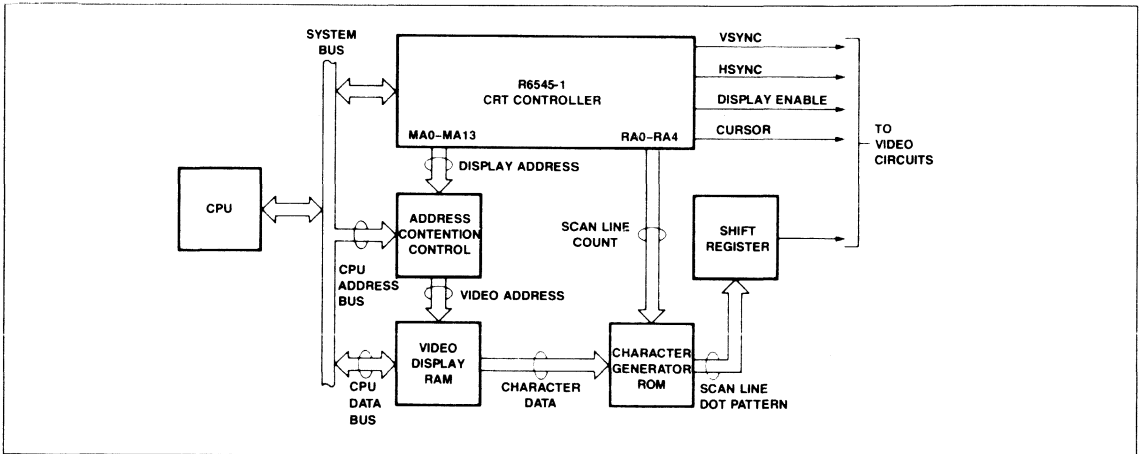 SYSTEM
BUS
R6545-1
CRT CONTROLLER
MA0-MA13
RA0-RA4
VSYNC
HSYNC
DISPLAY ENABLE
CURSOR
TO
VIDEO
CIRCUITS
DISPLAY ADDRESS
CPU
ADDRESS
CONTENTION
CONTROL
SCAN LINE
COUNT
SHIFT
REGISTER
CPU
ADDRESS
BUS
VIDEO ADDRESS
VIDEO
DISPLAY
RAM
CHARACTER
GENERATOR
ROM
CPU
DATA
BUS
CHARACTER
DATA
SCAN LINE
DOT PATTERN